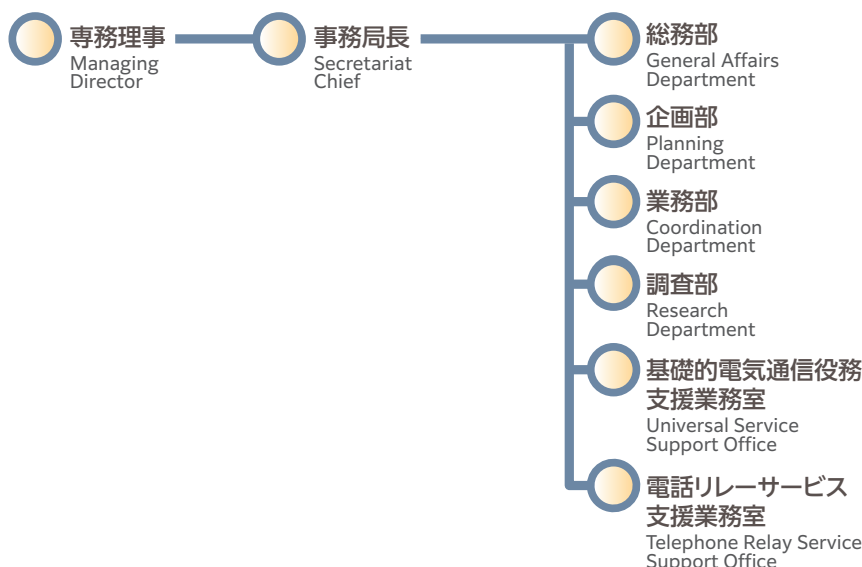 専務理事
Managing
Director
事務局長
Secretariat
Chief
総務部
General Affairs
Department
企画部
Planning
Department
業務部
Coordination
Department
調査部
Research
Department
基礎的電気通信役務
支援業務室
Universal Service
Support Office
電話リレーサービス
支援業務室
Telephone Relay Service
Support Office